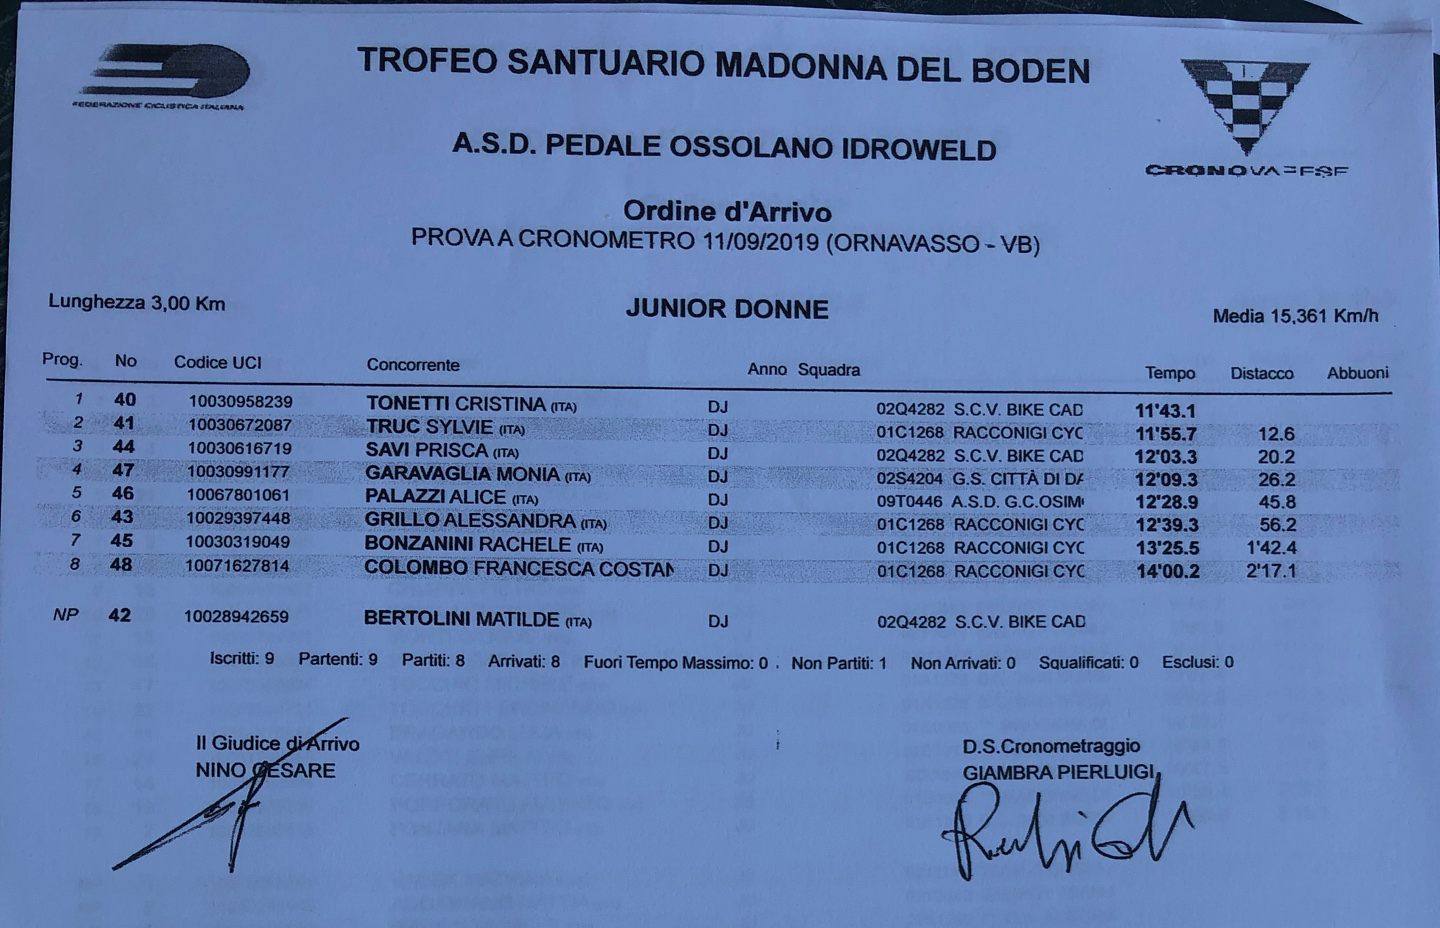 TROFEO SANTUARIO MADONNA DEL BODEN
FEDERAZIONE CICLISTICA ITALIANA
A.S.D. PEDALE OSSOLANO IDROWELD
CRONOVARESE
Ordine d'Arrivo
PROVA A CRONOMETRO 11/09/2019 (ORNAVASSO - VB)
Lunghezza 3,00 Km JUNIOR DONNE Media 15,361 Km/h
Prog. No Codice UCI Concorrente Anno Squadra Tempo Distacco Abbuoni
1 40 10030958239 TONETTI CRISTINA (ITA) DJ 02Q4282 S.C.V. BIKE CAD 11'43.1
2 41 10030672087 TRUC SYLVIE (ITA) DJ 01C1268 RACCONIGI CYC 11'55.7 12.6
3 44 10030616719 SAVI PRISCA (ITA) DJ 02Q4282 S.C.V. BIKE CAD 12'03.3 20.2
4 47 10030991177 GARAVAGLIA MONIA (ITA) DJ 02S4204 G.S. CITTÀ DI DA 12'09.3 26.2
5 46 10067801061 PALAZZI ALICE (ITA) DJ 09T0446 A.S.D. G.C.OSIM 12'28.9 45.8
6 43 10029397448 GRILLO ALESSANDRA (ITA) DJ 01C1268 RACCONIGI CYC 12'39.3 56.2
7 45 10030319049 BONZANINI RACHELE (ITA) DJ 01C1268 RACCONIGI CYC 13'25.5 1'42.4
8 48 10071627814 COLOMBO FRANCESCA COSTAN DJ 01C1268 RACCONIGI CYC 14'00.2 2'17.1
NP 42 10028942659 BERTOLINI MATILDE (ITA) DJ 02Q4282 S.C.V. BIKE CAD
Iscritti: 9 Partenti: 9 Partiti: 8 Arrivati: 8 Fuori Tempo Massimo: 0 . Non Partiti: 1 Non Arrivati: 0 Squalificati: 0 Esclusi: 0
Il Giudice di Arrivo D.S.Cronometraggio
NINO CESARE GIAMBRA PIERLUIGI